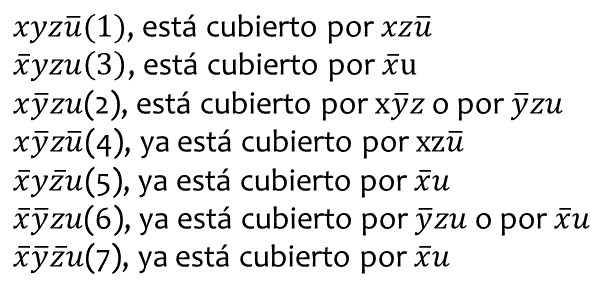 𝑥𝑦𝑧𝑢̄(1), está cubierto por 𝑥𝑧𝑢̄
𝑥̄𝑦𝑧𝑢(3), está cubierto por 𝑥̄u
𝑥𝑦̄𝑧𝑢(2), está cubierto por x𝑦̄𝑧 o por 𝑦̄𝑧𝑢
𝑥𝑦̄𝑧𝑢̄(4), ya está cubierto por xz𝑢̄
𝑥̄𝑦𝑧̄𝑢(5), ya está cubierto por 𝑥̄𝑢
𝑥̄𝑦̄𝑧𝑢(6), ya está cubierto por 𝑦̄𝑧𝑢 o por 𝑥̄𝑢
𝑥̄𝑦̄𝑧̄𝑢(7), ya está cubierto por 𝑥̄𝑢